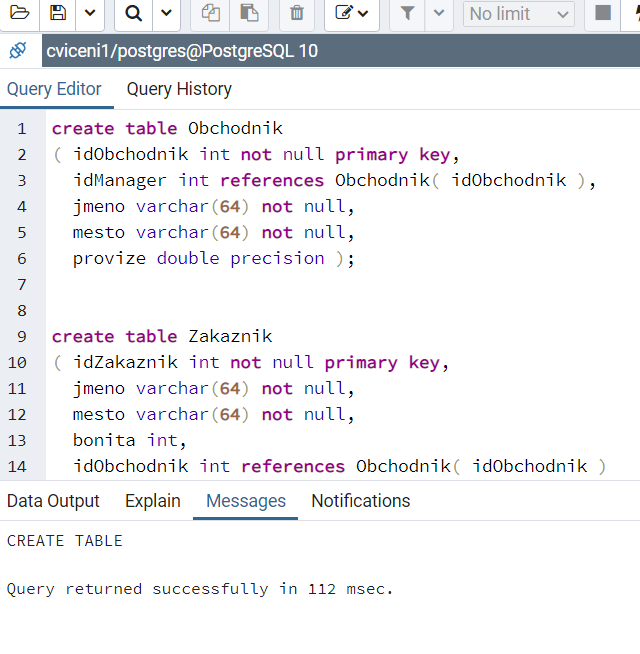 No limit
cviceni1/postgres@PostgreSQL 10
Query Editor Query History
1 create table Obchodnik
2 ( idObchodnik int not null primary key,
3 idManager int references Obchodnik( idObchodnik ),
4 jmeno varchar(64) not null,
5 mesto varchar(64) not null,
6 provize double precision );
7
8
9 create table Zakaznik
10 ( idZakaznik int not null primary key,
11 jmeno varchar(64) not null,
12 mesto varchar(64) not null,
13 bonita int,
14 idObchodnik int references Obchodnik( idObchodnik )
Data Output Explain Messages Notifications
CREATE TABLE
Query returned successfully in 112 msec.